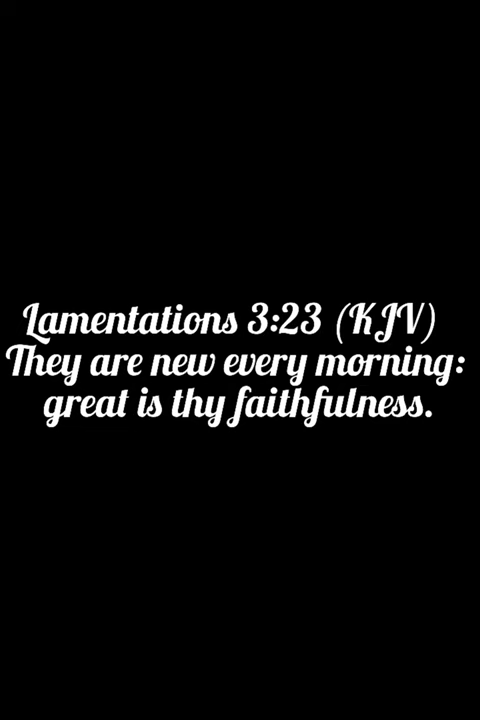 Lamentations 3:23 (KJV)
They are new every morning:
great is thy faithfulness.